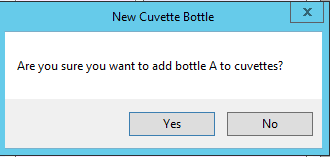 New Cuvette Bottle
x
Are you sure you want to add bottle A to cuvettes?
Yes
No